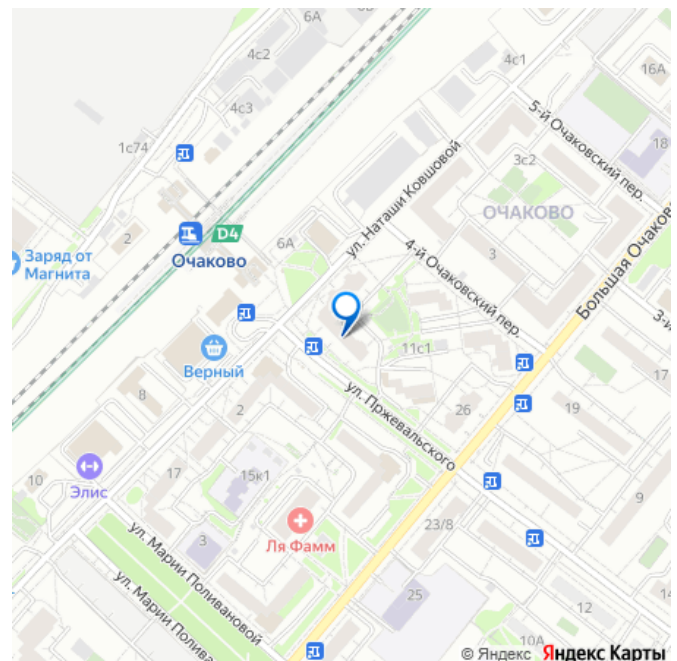 6А
6Б
4с2
4с1
16А
4с3
5-й Очаковский пер.
1с74
18
3с2
ул. Наташи Ковшовой
ОЧАКОВО
D4
2
6А
Очаково
4-й Очаковский пер.
3
Большая Очаков
Заряд от
Магнита
3-й
Верный
11с1
17
8
2
ул. Пржевальского
26
19
10
Элис
17
15к1
9
Ля Фамм
23/8
3
ул. Марии Поливановой
ул. Марии Полива
25
12
14
10А
© Яндекс Яндекс Карты